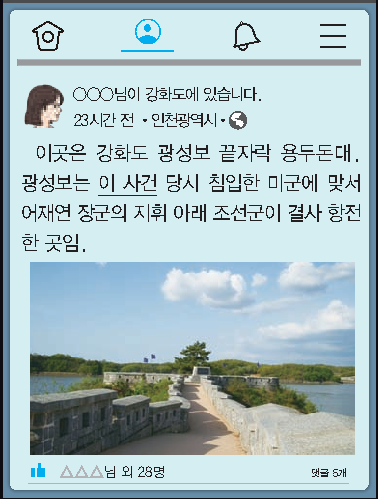 ○○○님이 강화도에 있습니다.
23시간 전 • 인천광역시 •
이곳은 강화도 광성보 끝자락 용두돈대.
광성보는 이 사건 당시 침입한 미군에 맞서
어재연 장군의 지휘 아래 조선군이 결사 항전
한 곳임.
△△△님 외 28명
댓글 5개